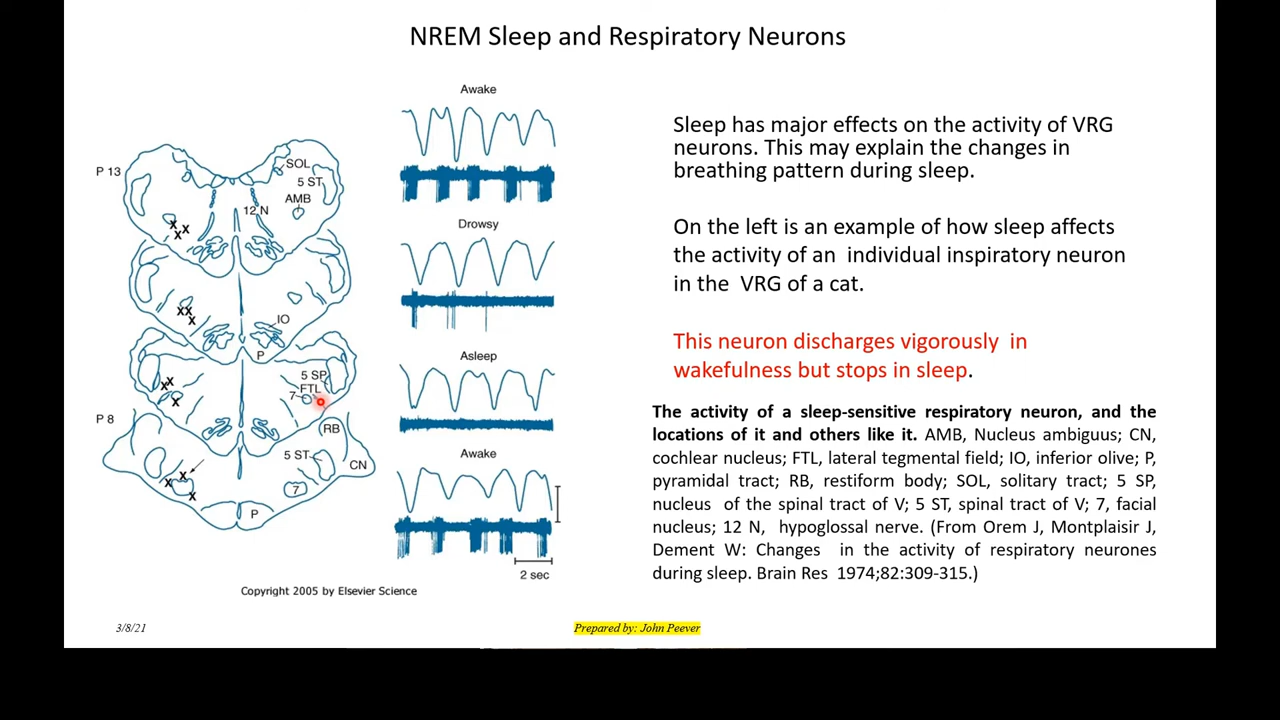 NREM Sleep and Respiratory Neurons
P 13
SOL
5 ST
AMB
12 N
IO
P
5 SP
FTL
7
P 8
RB
5 ST
CN
7
P
X X X
X X X
X X X
X X X X
Awake
Drowsy
Asleep
Awake
2 sec
Copyright 2005 by Elsevier Science
Sleep has major effects on the activity of VRG
neurons. This may explain the changes in
breathing pattern during sleep.
On the left is an example of how sleep affects
the activity of an individual inspiratory neuron
in the VRG of a cat.
This neuron discharges vigorously in
wakefulness but stops in sleep.
The activity of a sleep-sensitive respiratory neuron, and the
locations of it and others like it. AMB, Nucleus ambiguus; CN,
cochlear nucleus; FTL, lateral tegmental field; IO, inferior olive; P,
pyramidal tract; RB, restiform body; SOL, solitary tract; 5 SP,
nucleus of the spinal tract of V; 5 ST, spinal tract of V; 7, facial
nucleus; 12 N, hypoglossal nerve. (From Orem J, Montplaisir J,
Dement W: Changes in the activity of respiratory neurones
during sleep. Brain Res 1974;82:309-315.)
3/8/21
Prepared by: John Peever